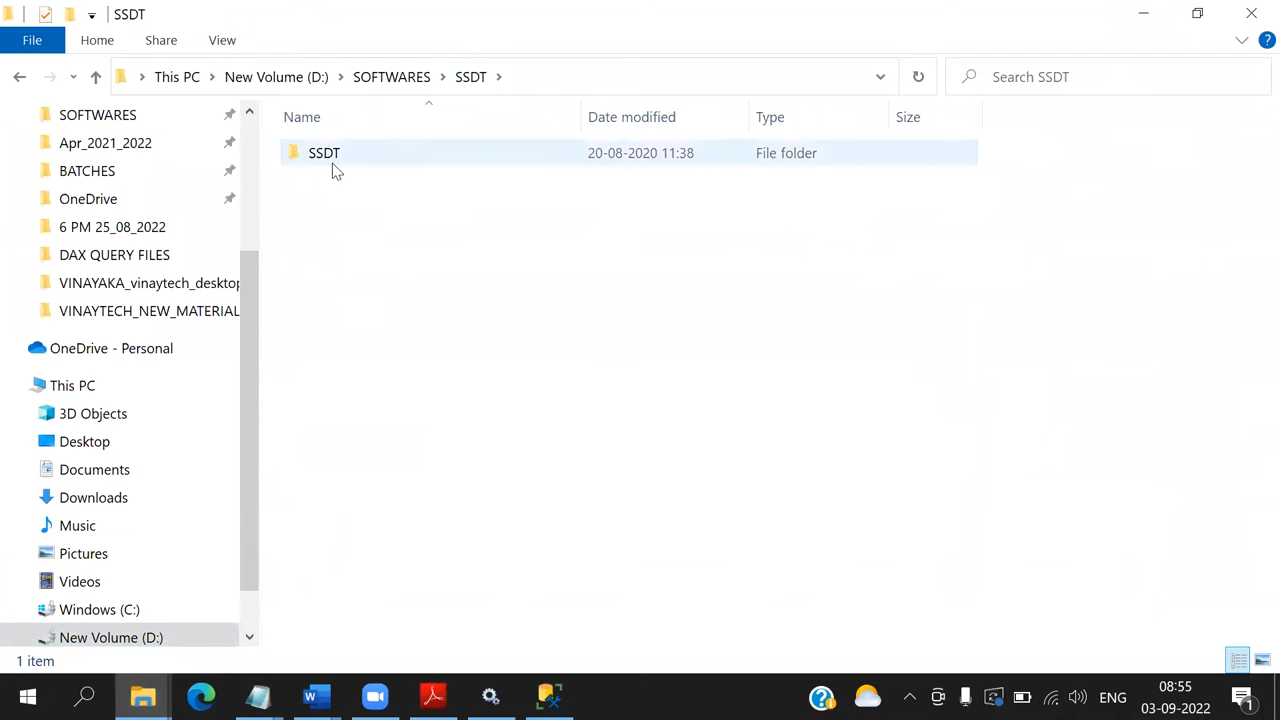 SSDT
File Home Share View
This PC New Volume (D:) SOFTWARES SSDT
Search SSDT
Name Date modified Type Size
SSDT 20-08-2020 11:38 File folder
SOFTWARES
Apr_2021_2022
BATCHES
OneDrive
6 PM 25_08_2022
DAX QUERY FILES
VINAYAKA_vinaytech_desktop
VINAYTECH_NEW_MATERIAL
OneDrive - Personal
This PC
3D Objects
Desktop
Documents
Downloads
Music
Pictures
Videos
Windows (C:)
New Volume (D:)
1 item
ENG
08:55
03-09-2022
1